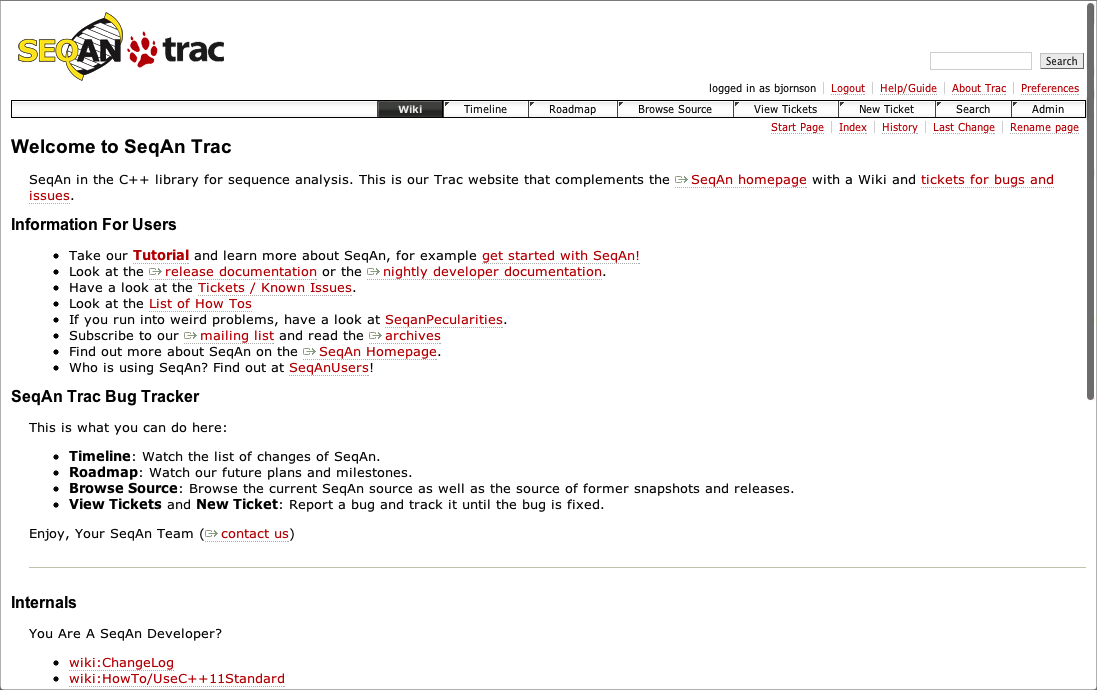 SEQAN trac
Search
logged in as bjornson Logout Help/Guide About Trac Preferences
Wiki Timeline Roadmap Browse Source View Tickets New Ticket Search Admin
Start Page Index History Last Change Rename page
Welcome to SeqAn Trac
SeqAn in the C++ library for sequence analysis. This is our Trac website that complements the SeqAn homepage with a Wiki and tickets for bugs and
issues.
Information For Users
• Take our Tutorial and learn more about SeqAn, for example get started with SeqAn!
• Look at the release documentation or the nightly developer documentation.
• Have a look at the Tickets / Known Issues.
• Look at the List of How Tos
• If you run into weird problems, have a look at SeqanPecularities.
• Subscribe to our mailing list and read the archives
• Find out more about SeqAn on the SeqAn Homepage.
• Who is using SeqAn? Find out at SeqAnUsers!
SeqAn Trac Bug Tracker
This is what you can do here:
• Timeline: Watch the list of changes of SeqAn.
• Roadmap: Watch our future plans and milestones.
• Browse Source: Browse the current SeqAn source as well as the source of former snapshots and releases.
• View Tickets and New Ticket: Report a bug and track it until the bug is fixed.
Enjoy, Your SeqAn Team (contact us)
Internals
You Are A SeqAn Developer?
• wiki:ChangeLog
• wiki:HowTo/UseC++11Standard